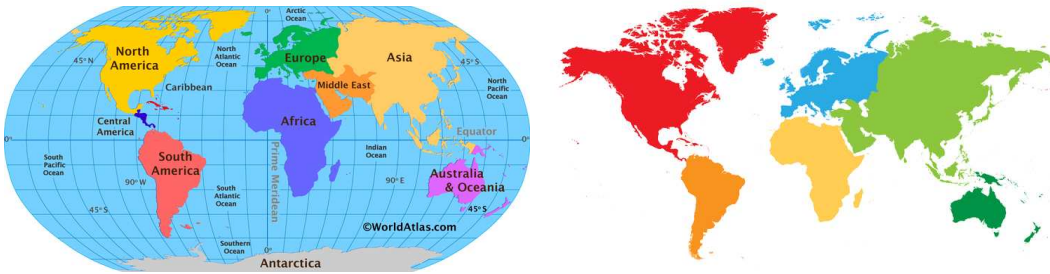 Arctic
Ocean
0°
North
America
North
Atlantic
Ocean
Europe
Asia
45° N
45° S
Middle East
North
Pacific
Ocean
Caribbean
Central
America
Africa
Equator
0°
0°
South
Pacific
Ocean
South
America
Prime Meridean
Indian
Ocean
90° W
South
Atlantic
Ocean
90° E
Australia
& Oceania
45° S
45° S
©WorldAtlas.com
Southern
Ocean
0°
Antarctica